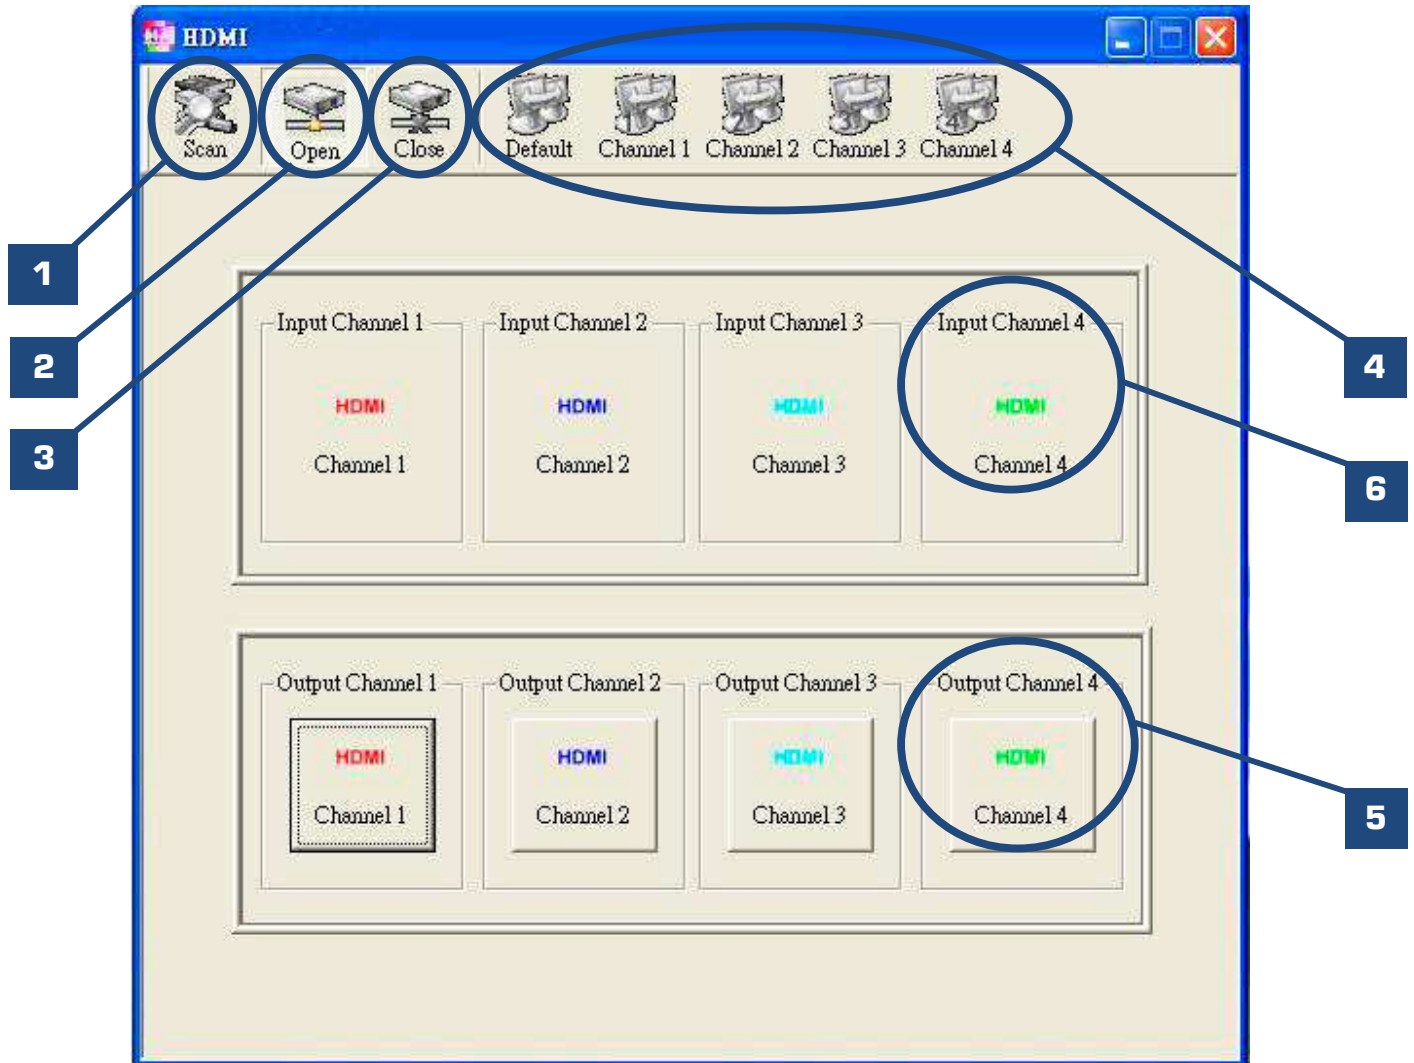 HDMI
Scan Open Close Default Channel 1 Channel 2 Channel 3 Channel 4
1
2
3
4
5
6
Input Channel 1 Input Channel 2 Input Channel 3 Input Channel 4
HDMI HDMI HDMI HDMI
Channel 1 Channel 2 Channel 3 Channel 4
Output Channel 1 Output Channel 2 Output Channel 3 Output Channel 4
HDMI HDMI HDMI HDMI
Channel 1 Channel 2 Channel 3 Channel 4